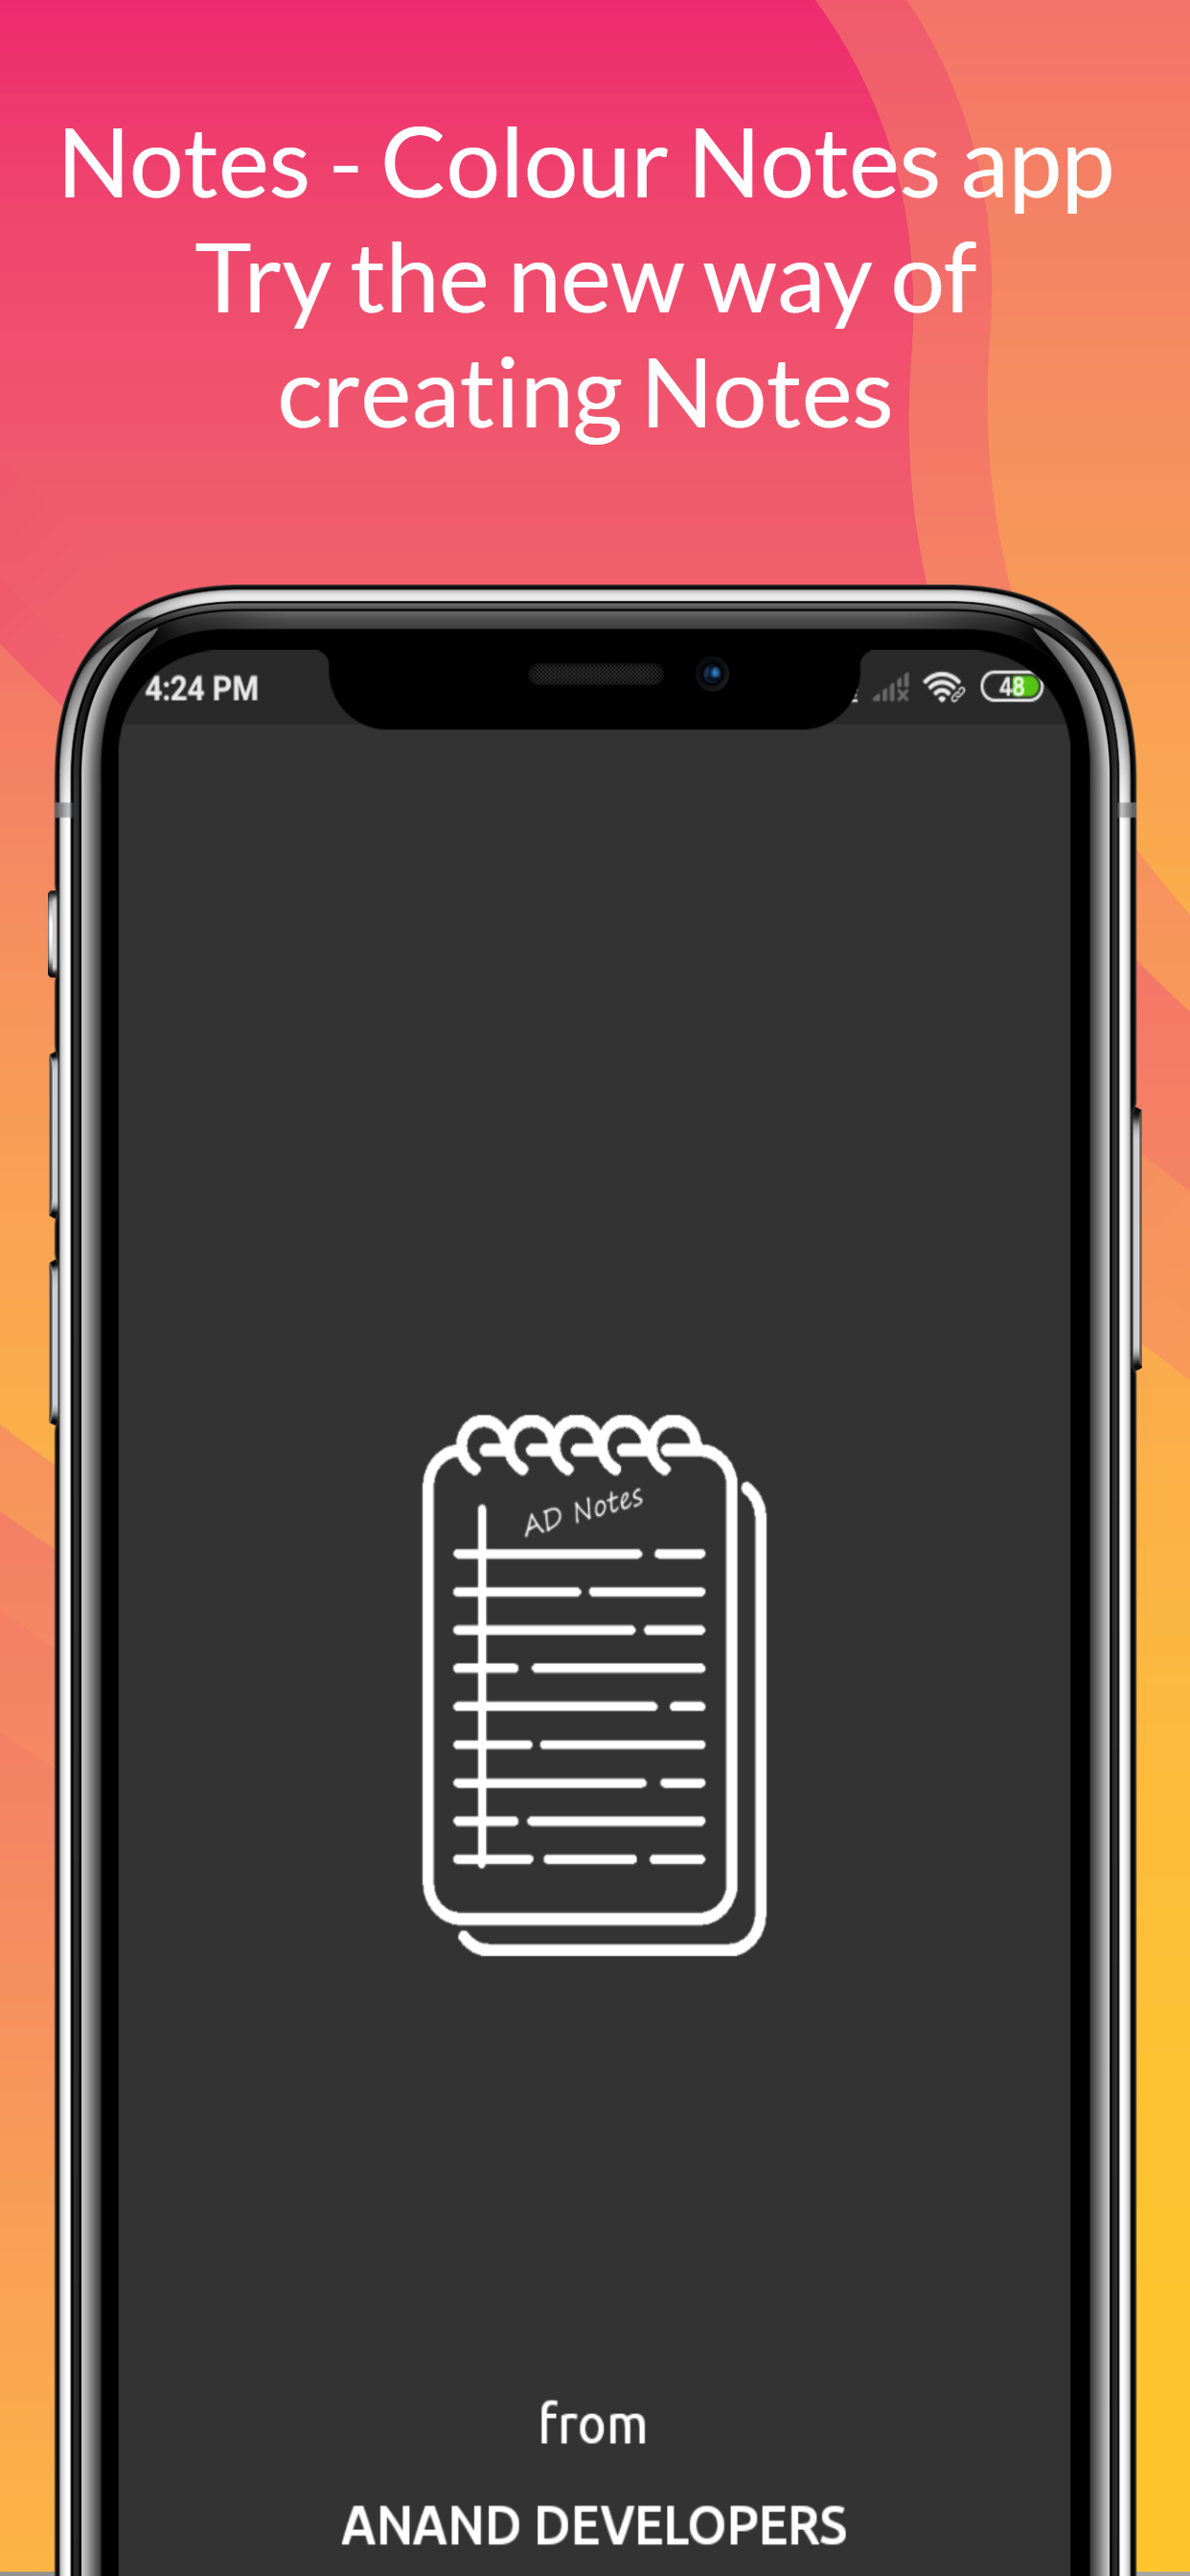 Notes - Colour Notes app
Try the new way of
creating Notes
4:24 PM
48
AD Notes
from
ANAND DEVELOPERS